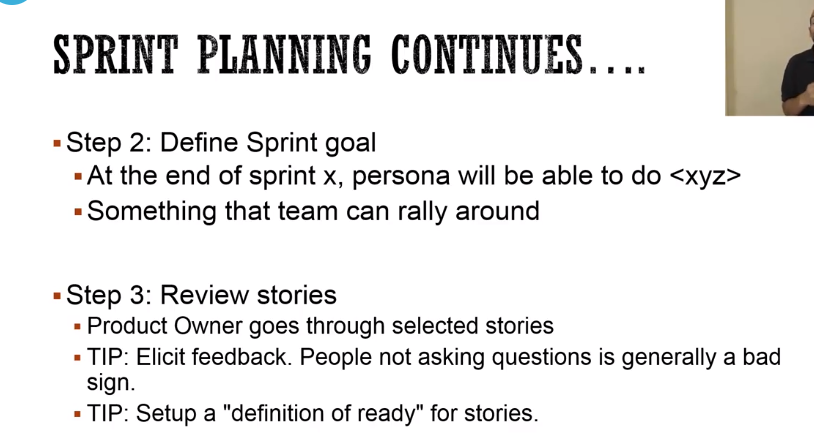 SPRINT PLANNING CONTINUES....
▪ Step 2: Define Sprint goal
▪ At the end of sprint x, persona will be able to do <xyz>
▪ Something that team can rally around
▪ Step 3: Review stories
▪ Product Owner goes through selected stories
▪ TIP: Elicit feedback. People not asking questions is generally a bad
sign.
▪ TIP: Setup a "definition of ready" for stories.